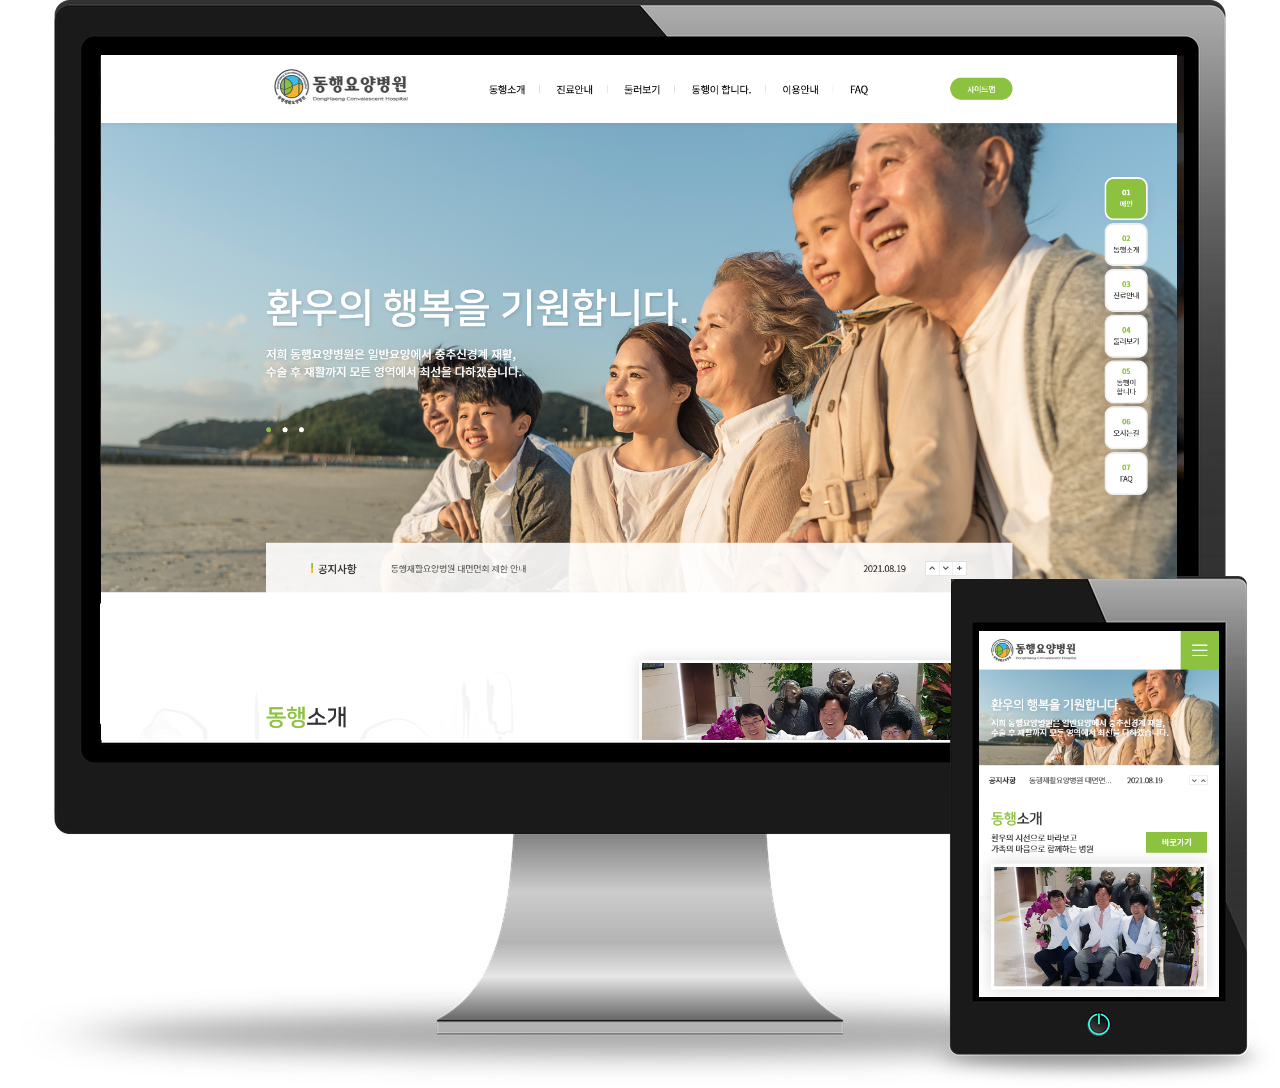 동행요양병원
DongHaeng Convalescent Hospital
동행소개
진료안내
둘러보기
동행이 합니다.
이용안내
FAQ
사이트맵
환우의 행복을 기원합니다.
저희 동행요양병원은 일반요양에서 중추신경계 재활,
수술 후 재활까지 모든 영역에서 최선을 다하겠습니다.
01
메인
02
동행소개
03
진료안내
04
둘러보기
05
동행이
합니다
06
오시는길
07
FAQ
! 공지사항
동행재활요양병원 대면면회 제한 안내
2021.08.19
동행소개
동행요양병원
DongHaeng Convalescent Hospital
환우의 행복을 기원합니다.
저희 동행요양병원은 일반요양에서 중추신경계 재활,
수술 후 재활까지 모든 영역에서 최선을 다하겠습니다.
공지사항
동행재활요양병원 대면면...
2021.08.19
동행소개
환우의 시선으로 바라보고
가족의 마음으로 함께하는 병원
바로가기